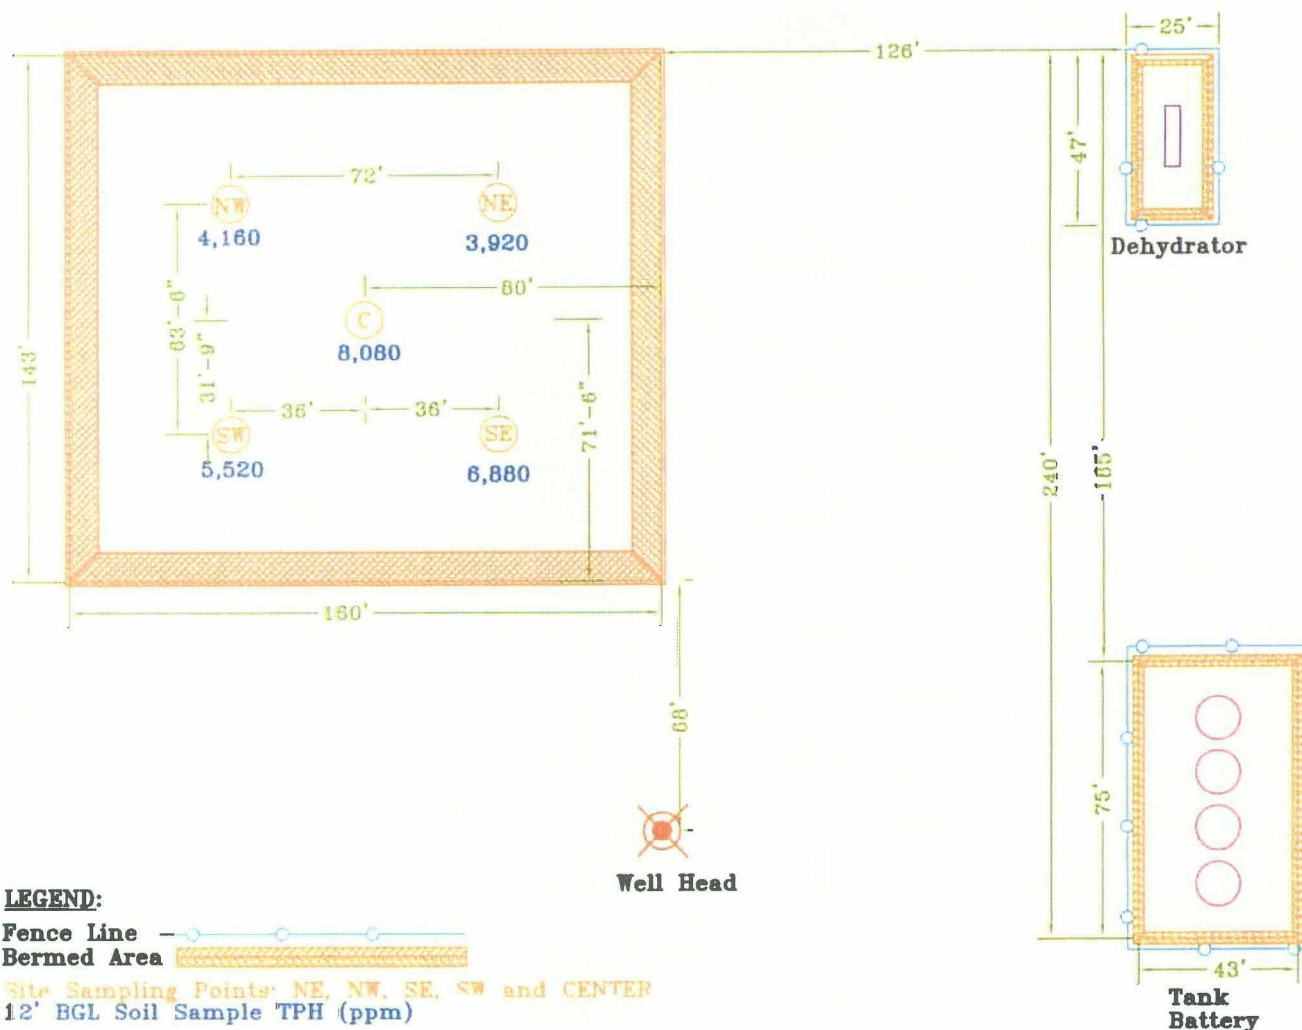 25'
126'
47'
Dehydrator
72'
NW
NE
4,160
3,920
80'
63'-6"
31'-9"
C
8,080
143'
36'
36'
71'-6"
SW
SE
5,520
6,880
240'
165'
160'
68'
75'
Well Head
43'
Tank
Battery
LEGEND:
Fence Line
Bermed Area
Site Sampling Points: NE, NW, SE, SW and CENTER
12' BGL Soil Sample TPH (ppm)